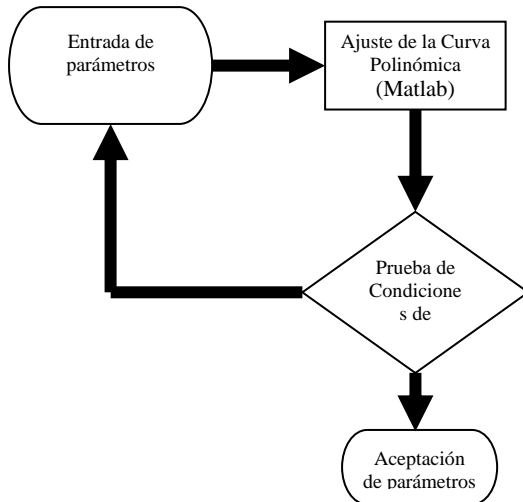 Entrada de
parámetros
Ajuste de la Curva
Polinómica
(Matlab)
Prueba de
Condicione
s de
Aceptación
de parámetros